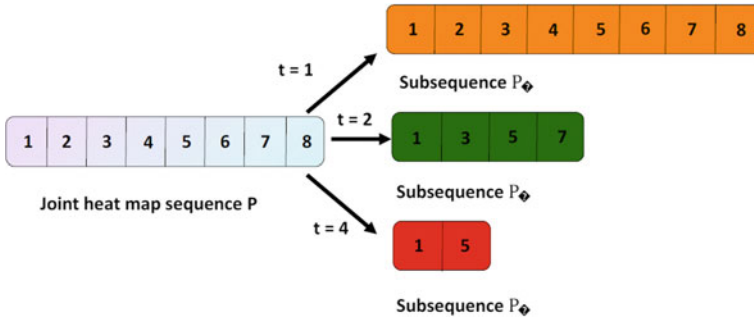 1 2 3 4 5 6 7 8
t = 1
Subsequence P�
1 2 3 4 5 6 7 8
t = 2
1 3 5 7
Joint heat map sequence P
Subsequence P�
t = 4
1 5
Subsequence P�